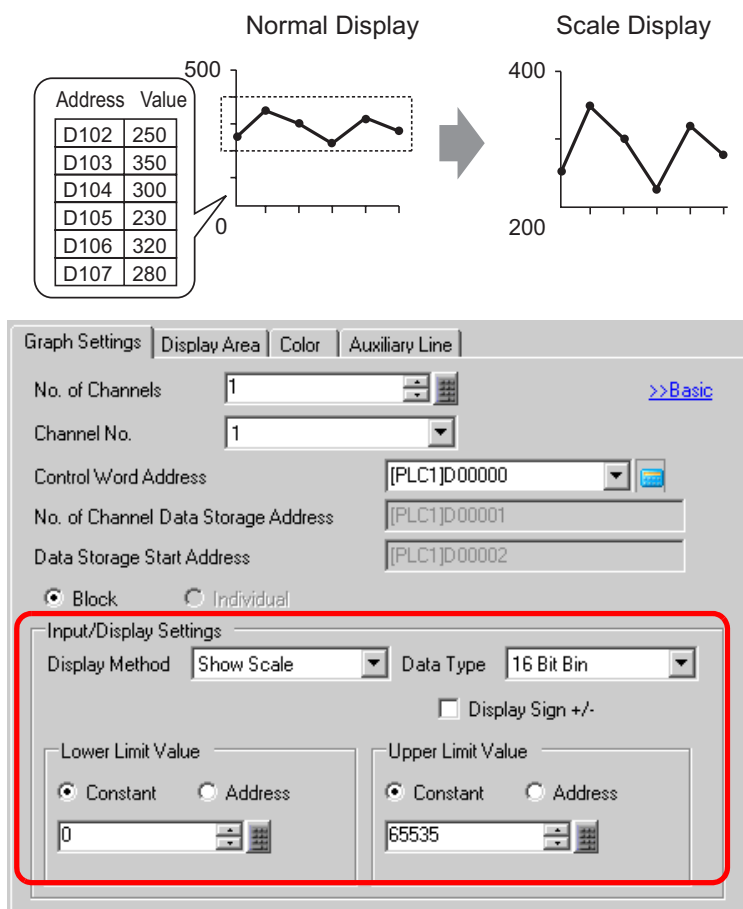 Normal Display Scale Display
500
400
Address Value
D102 250
D103 350
D104 300
D105 230
D106 320
D107 280
0
200
Graph Settings Display Area Color Auxiliary Line
No. of Channels 1 >>Basic
Channel No. 1
Control Word Address [PLC1]D00000
No. of Channel Data Storage Address [PLC1]D00001
Data Storage Start Address [PLC1]D00002
Block Individual
Input/Display Settings
Display Method Show Scale Data Type 16 Bit Bin
Display Sign +/-
Lower Limit Value Upper Limit Value
Constant Address Constant Address
0 65535